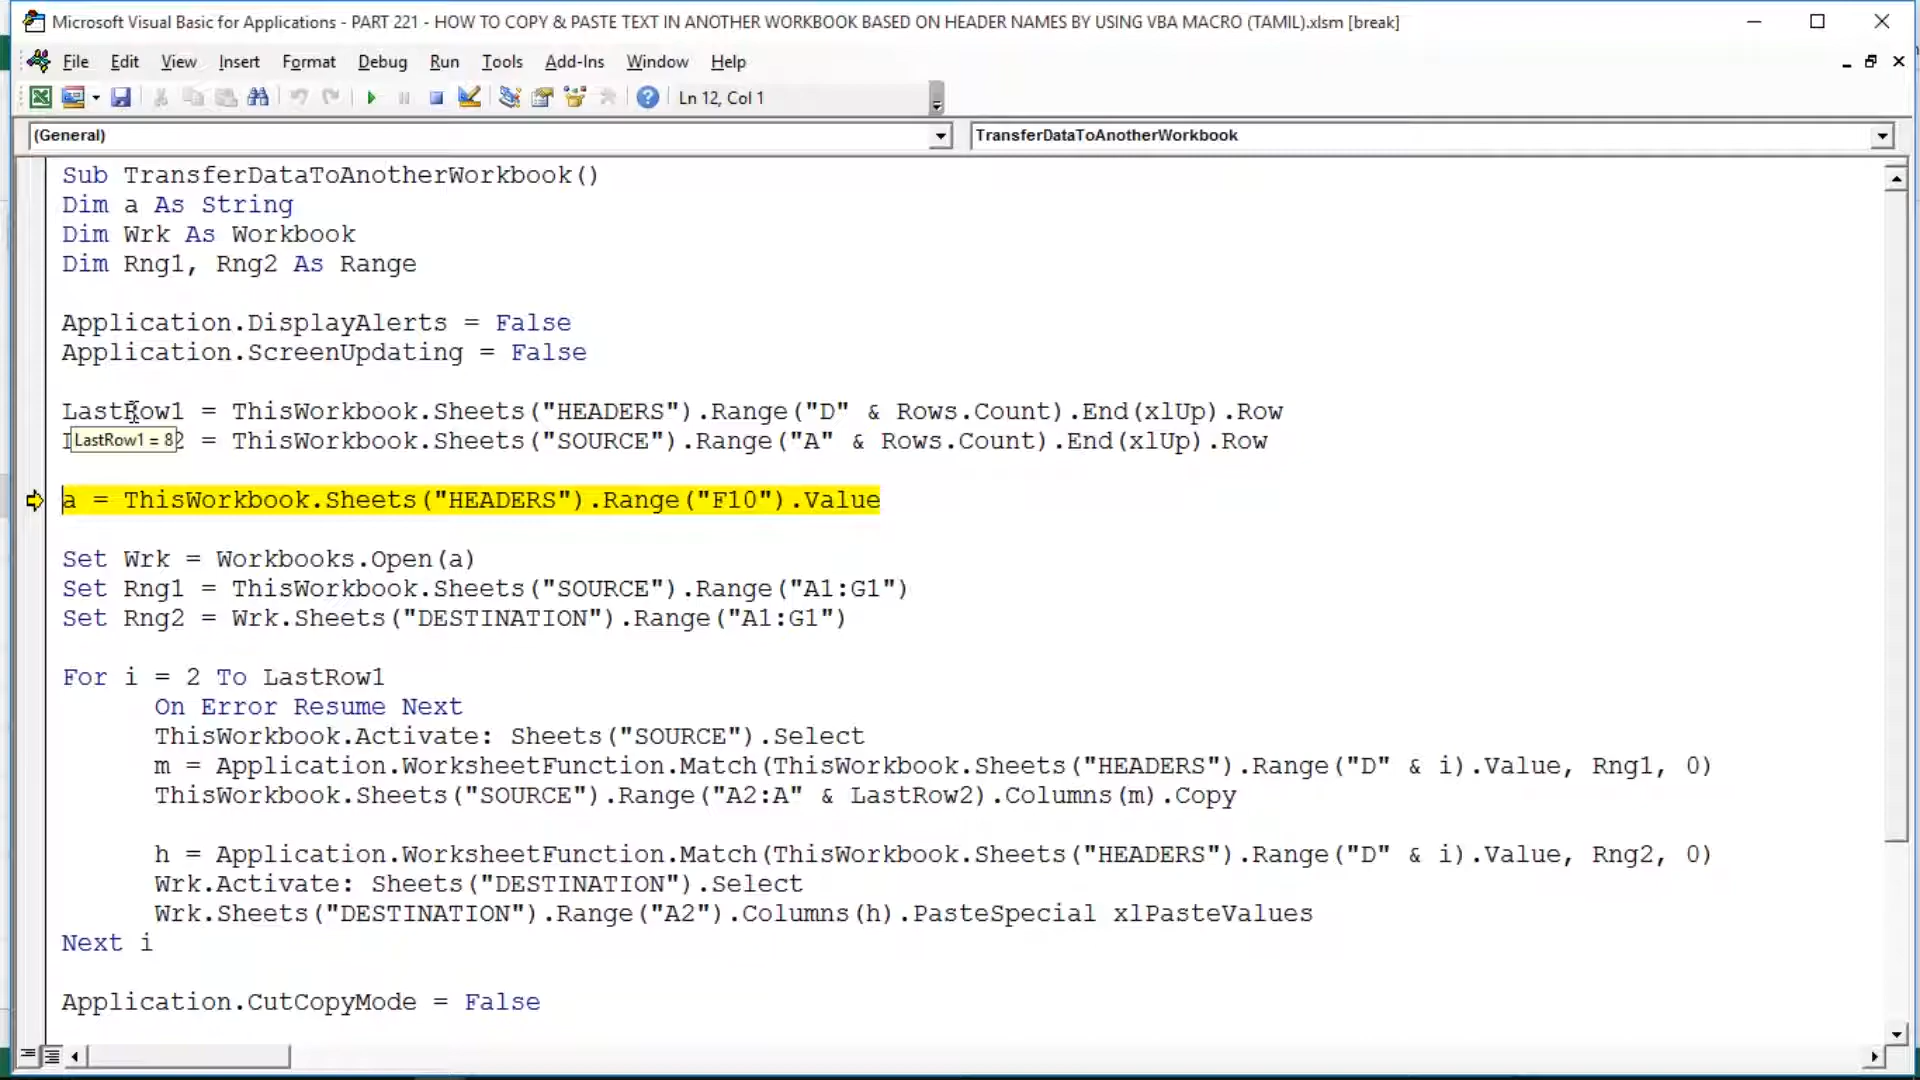 Microsoft Visual Basic for Applications - PART 221 - HOW TO COPY & PASTE TEXT IN ANOTHER WORKBOOK BASED ON HEADER NAMES BY USING VBA MACRO (TAMIL).xlsm [break]
File Edit View Insert Format Debug Run Tools Add-Ins Window Help
Ln 12, Col 1
(General) TransferDataToAnotherWorkbook
Sub TransferDataToAnotherWorkbook()
Dim a As String
Dim Wrk As Workbook
Dim Rng1, Rng2 As Range
Application.DisplayAlerts = False
Application.ScreenUpdating = False
LastRow1 = ThisWorkbook.Sheets("HEADERS").Range("D" & Rows.Count).End(xlUp).Row
LastRow1 = 8 2 = ThisWorkbook.Sheets("SOURCE").Range("A" & Rows.Count).End(xlUp).Row
a = ThisWorkbook.Sheets("HEADERS").Range("F10").Value
Set Wrk = Workbooks.Open(a)
Set Rng1 = ThisWorkbook.Sheets("SOURCE").Range("A1:G1")
Set Rng2 = Wrk.Sheets("DESTINATION").Range("A1:G1")
For i = 2 To LastRow1
On Error Resume Next
ThisWorkbook.Activate: Sheets("SOURCE").Select
m = Application.WorksheetFunction.Match(ThisWorkbook.Sheets("HEADERS").Range("D" & i).Value, Rng1, 0)
ThisWorkbook.Sheets("SOURCE").Range("A2:A" & LastRow2).Columns(m).Copy
h = Application.WorksheetFunction.Match(ThisWorkbook.Sheets("HEADERS").Range("D" & i).Value, Rng2, 0)
Wrk.Activate: Sheets("DESTINATION").Select
Wrk.Sheets("DESTINATION").Range("A2").Columns(h).PasteSpecial xlPasteValues
Next i
Application.CutCopyMode = False